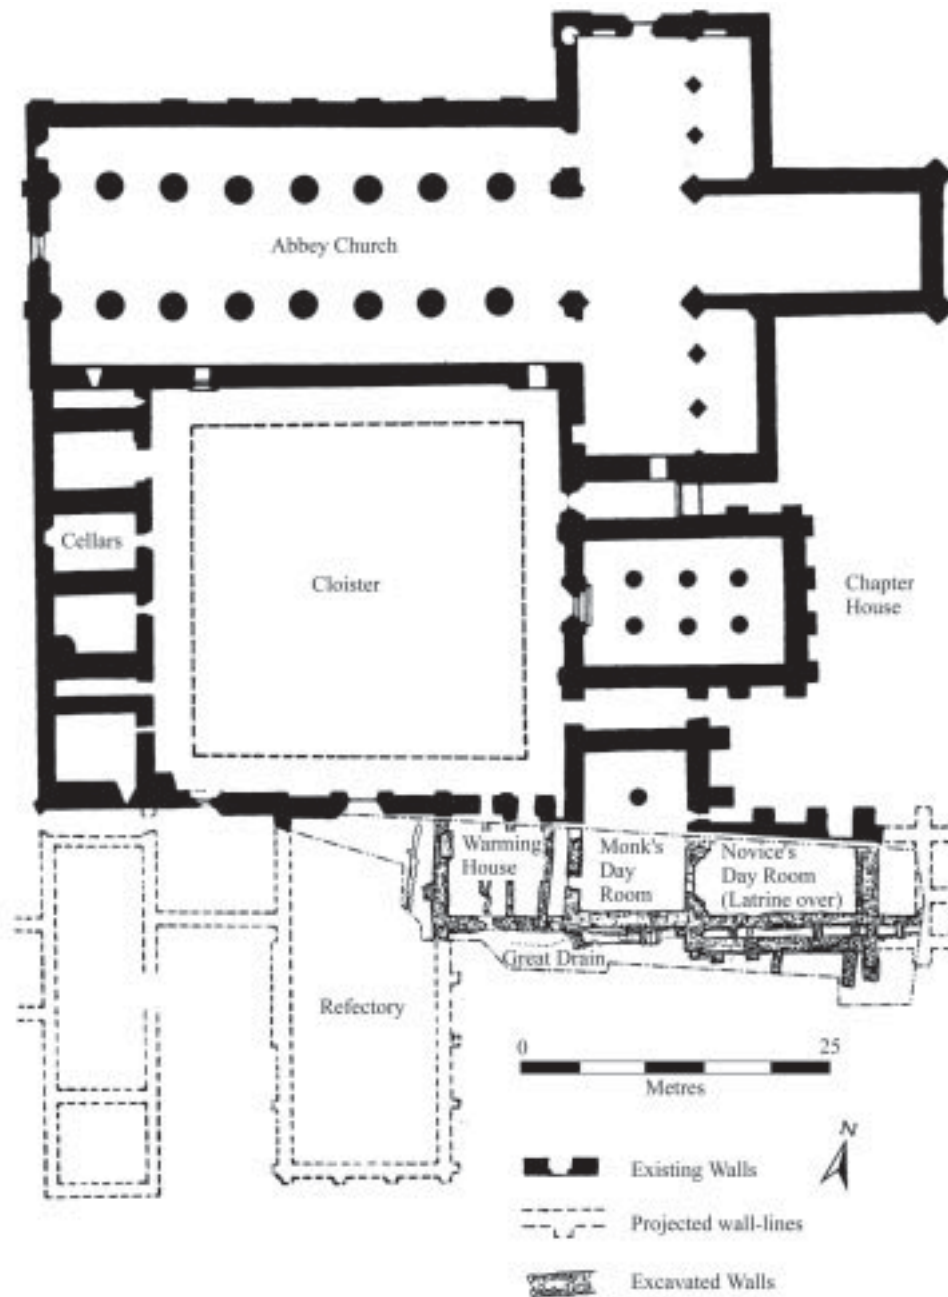 Abbey Church
Cellars
Cloister
Chapter
House
Warming
House
Monk's
Day
Room
Novice's
Day Room
(Latrine over)
Great Drain
Refectory
0 25
Metres
N
Existing Walls
Projected wall-lines
Excavated Walls